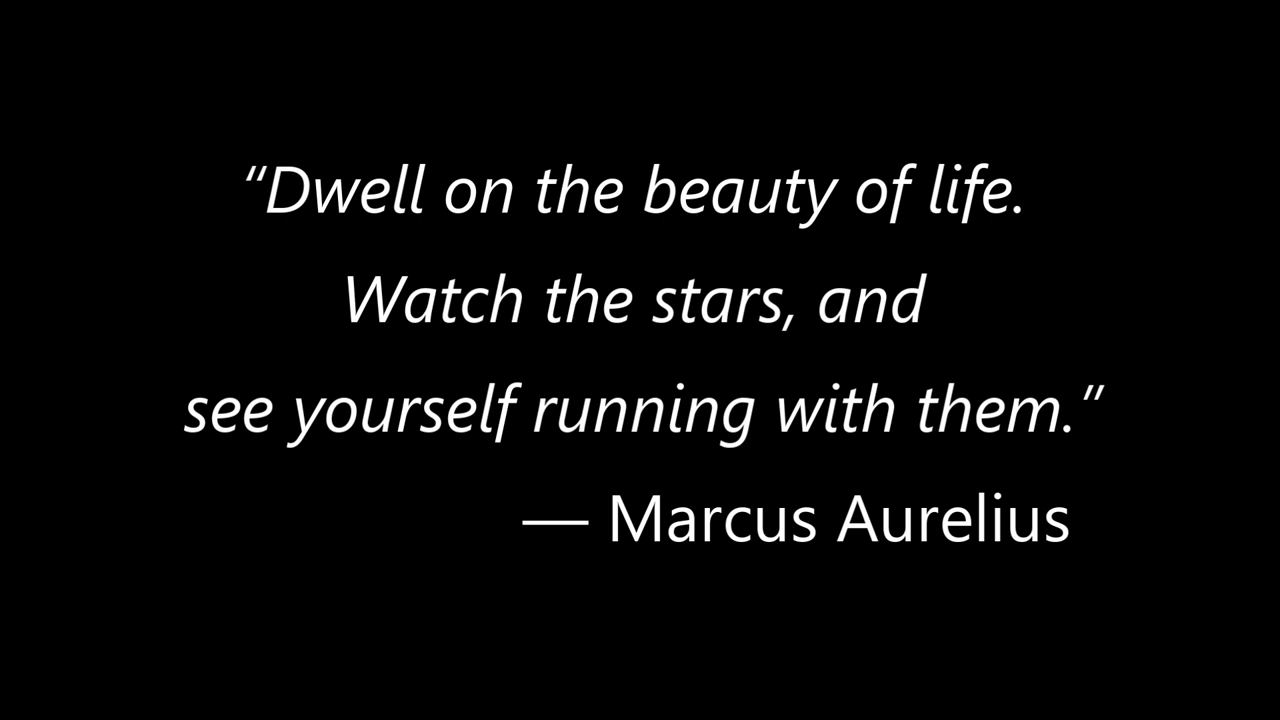 “Dwell on the beauty of life.
Watch the stars, and
see yourself running with them.”
— Marcus Aurelius